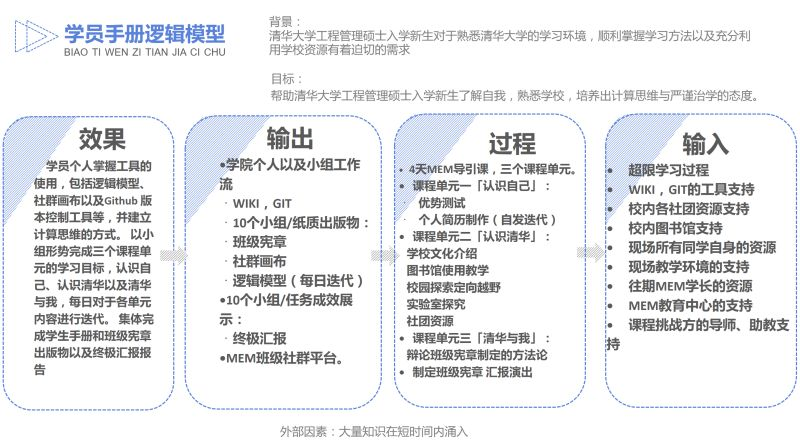 学员手册逻辑模型
BIAO TI WEN ZI TIAN JIA CI CHU
背景：
清华大学工程管理硕士入学新生对于熟悉清华大学的学习环境，顺利掌握学习方法以及充分利
用学校资源有着迫切的需求
目标：
帮助清华大学工程管理硕士入学新生了解自我，熟悉学校，培养出计算思维与严谨治学的态度。
效果
学员个人掌握工具的
使用，包括逻辑模型、
社群画布以及Github 版
本控制工具等，并建立
计算思维的方式。 以小
组形势完成三个课程单
元的学习目标，认识自
己、认识清华以及清华
与我，每日对于各单元
内容进行迭代。 集体完
成学生手册和班级宪章
出版物以及终极汇报报
告
输出
•学院个人以及小组工作
流
· WIKI，GIT
· 10个小组/纸质出版物：
· 班级宪章
· 社群画布
· 逻辑模型（每日迭代）
•10个小组/任务成效展
示：
· 终极汇报
•MEM班级社群平台。
过程
• 4天MEM导引课，三个课程单元。
• 课程单元一「认识自己」：
· 优势测试
· 个人简历制作（自发迭代）
• 课程单元二「认识清华」：
学校文化介绍
图书馆使用教学
校园探索定向越野
实验室探究
社团资源
• 课程单元三「清华与我」：
辩论班级宪章制定的方法论
• 制定班级宪章 汇报演出
输入
• 超限学习过程
• WIKI，GIT的工具支持
• 校内各社团资源支持
• 校内图书馆支持
• 现场所有同学自身的资源
• 现场教学环境的支持
• 往期MEM学长的资源
• MEM教育中心的支持
• 课程挑战方的导师、助教支
持
外部因素：大量知识在短时间内涌入